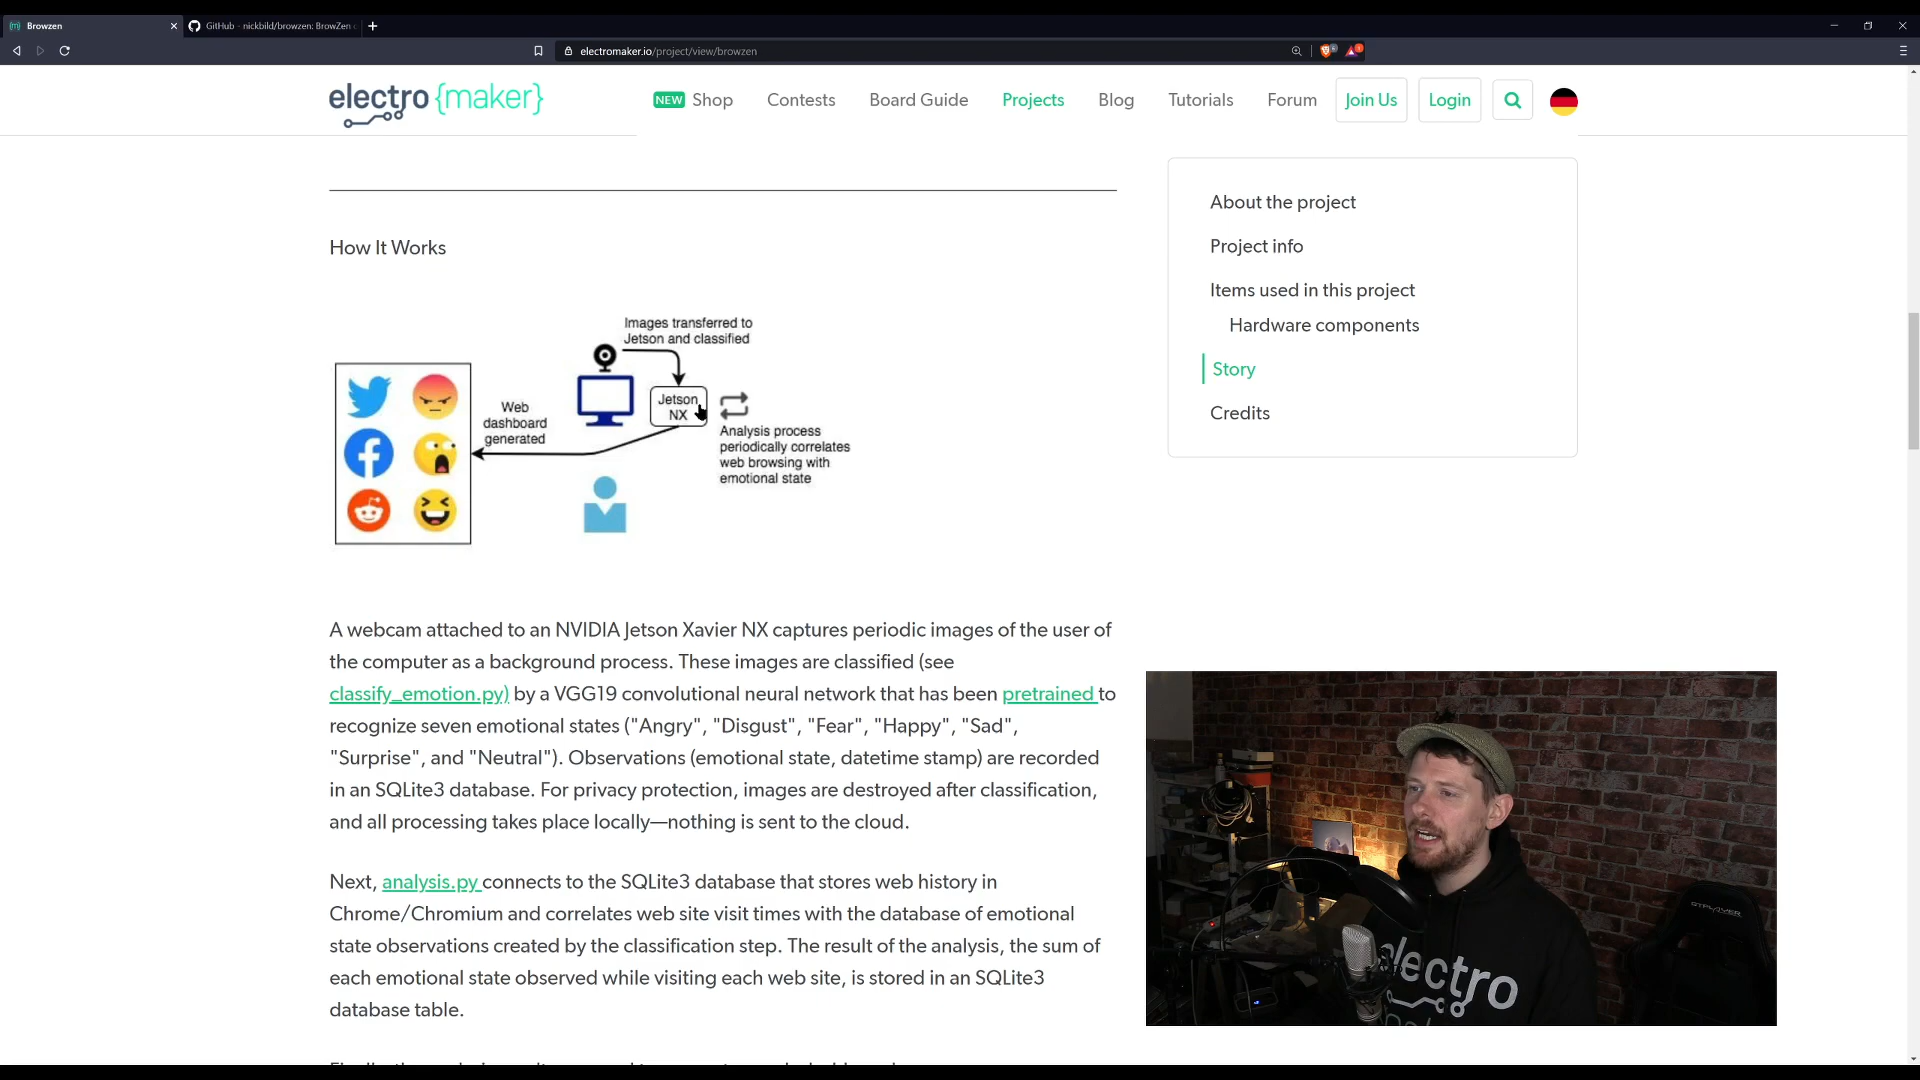 Browzen
GitHub - nickbild/browzen: BrowZen c
electromaker.io/project/view/browzen
electro {maker}
NEW Shop
Contests
Board Guide
Projects
Blog
Tutorials
Forum
Join Us
Login
How It Works
Images transferred to
Jetson and classified
Jetson
NX
Web
dashboard
generated
Analysis process
periodically correlates
web browsing with
emotional state
About the project
Project info
Items used in this project
Hardware components
Story
Credits
A webcam attached to an NVIDIA Jetson Xavier NX captures periodic images of the user of
the computer as a background process. These images are classified (see
classify_emotion.py) by a VGG19 convolutional neural network that has been pretrained to
recognize seven emotional states ("Angry", "Disgust", "Fear", "Happy", "Sad",
"Surprise", and "Neutral"). Observations (emotional state, datetime stamp) are recorded
in an SQLite3 database. For privacy protection, images are destroyed after classification,
and all processing takes place locally—nothing is sent to the cloud.
Next, analysis.py connects to the SQLite3 database that stores web history in
Chrome/Chromium and correlates web site visit times with the database of emotional
state observations created by the classification step. The result of the analysis, the sum of
each emotional state observed while visiting each web site, is stored in an SQLite3
database table.
GTPLAYER
electro